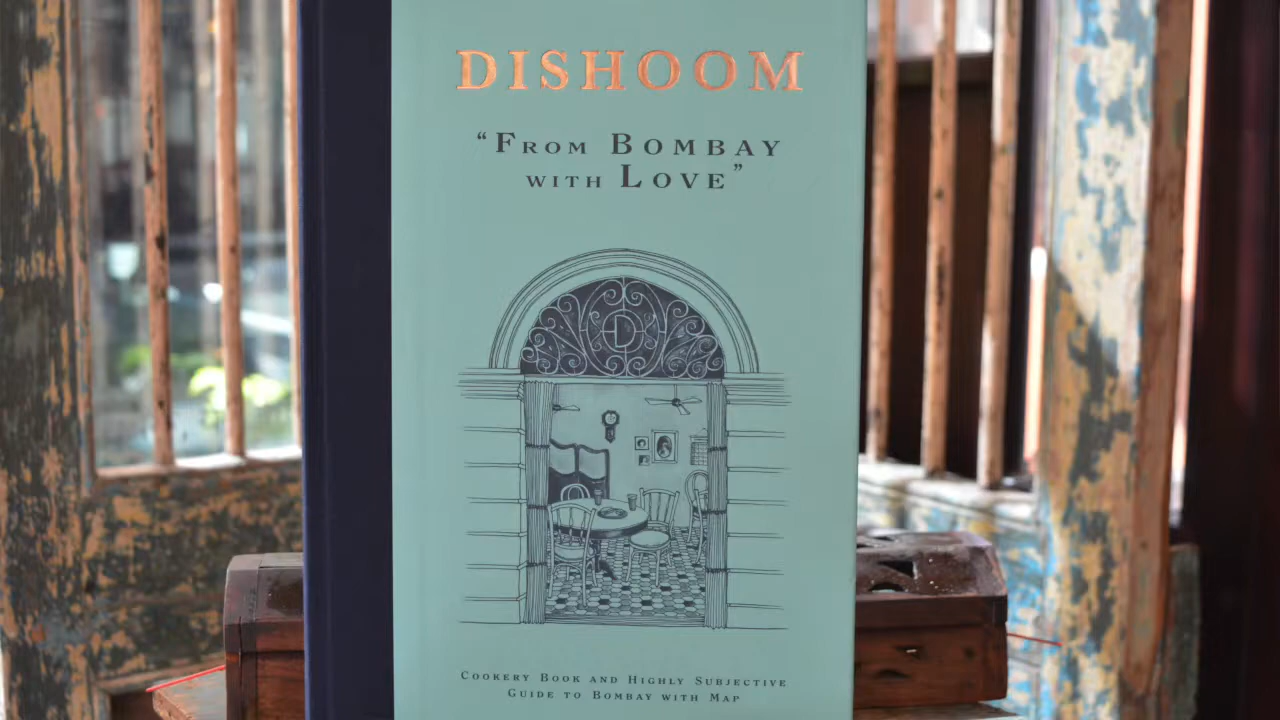 DISHOOM
“From Bombay
with Love”
D
Cookery Book and Highly Subjective
Guide to Bombay with Map